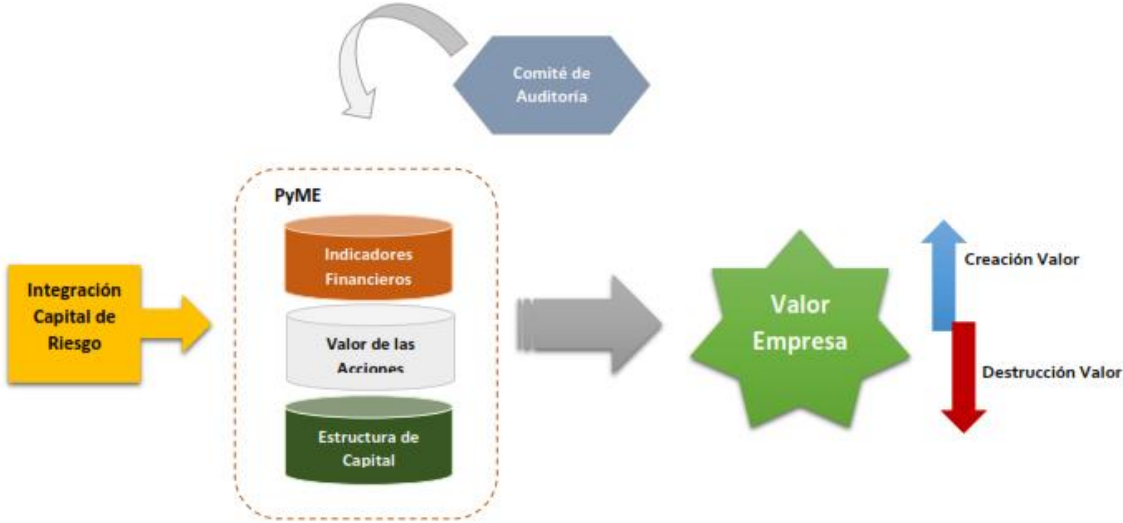 Comité de
Auditoría
PyME
Indicadores
Financieros
Integración
Capital de
Riesgo
Valor de las
Acciones
Estructura de
Capital
Valor
Empresa
Creación Valor
Destrucción Valor